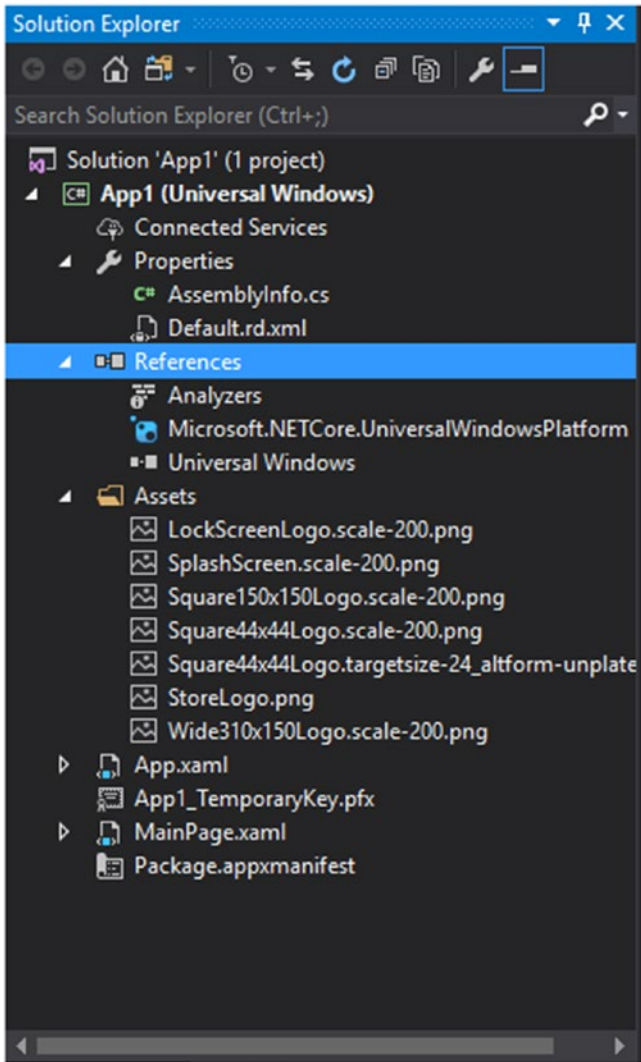 Solution Explorer
Search Solution Explorer (Ctrl+;)
Solution 'App1' (1 project)
C# App1 (Universal Windows)
Connected Services
Properties
C# AssemblyInfo.cs
Default.rd.xml
References
Analyzers
Microsoft.NETCore.UniversalWindowsPlatform
Universal Windows
Assets
LockScreenLogo.scale-200.png
SplashScreen.scale-200.png
Square150x150Logo.scale-200.png
Square44x44Logo.scale-200.png
Square44x44Logo.targetsize-24_altform-unplate
StoreLogo.png
Wide310x150Logo.scale-200.png
App.xaml
App1_TemporaryKey.pfx
MainPage.xaml
Package.appxmanifest